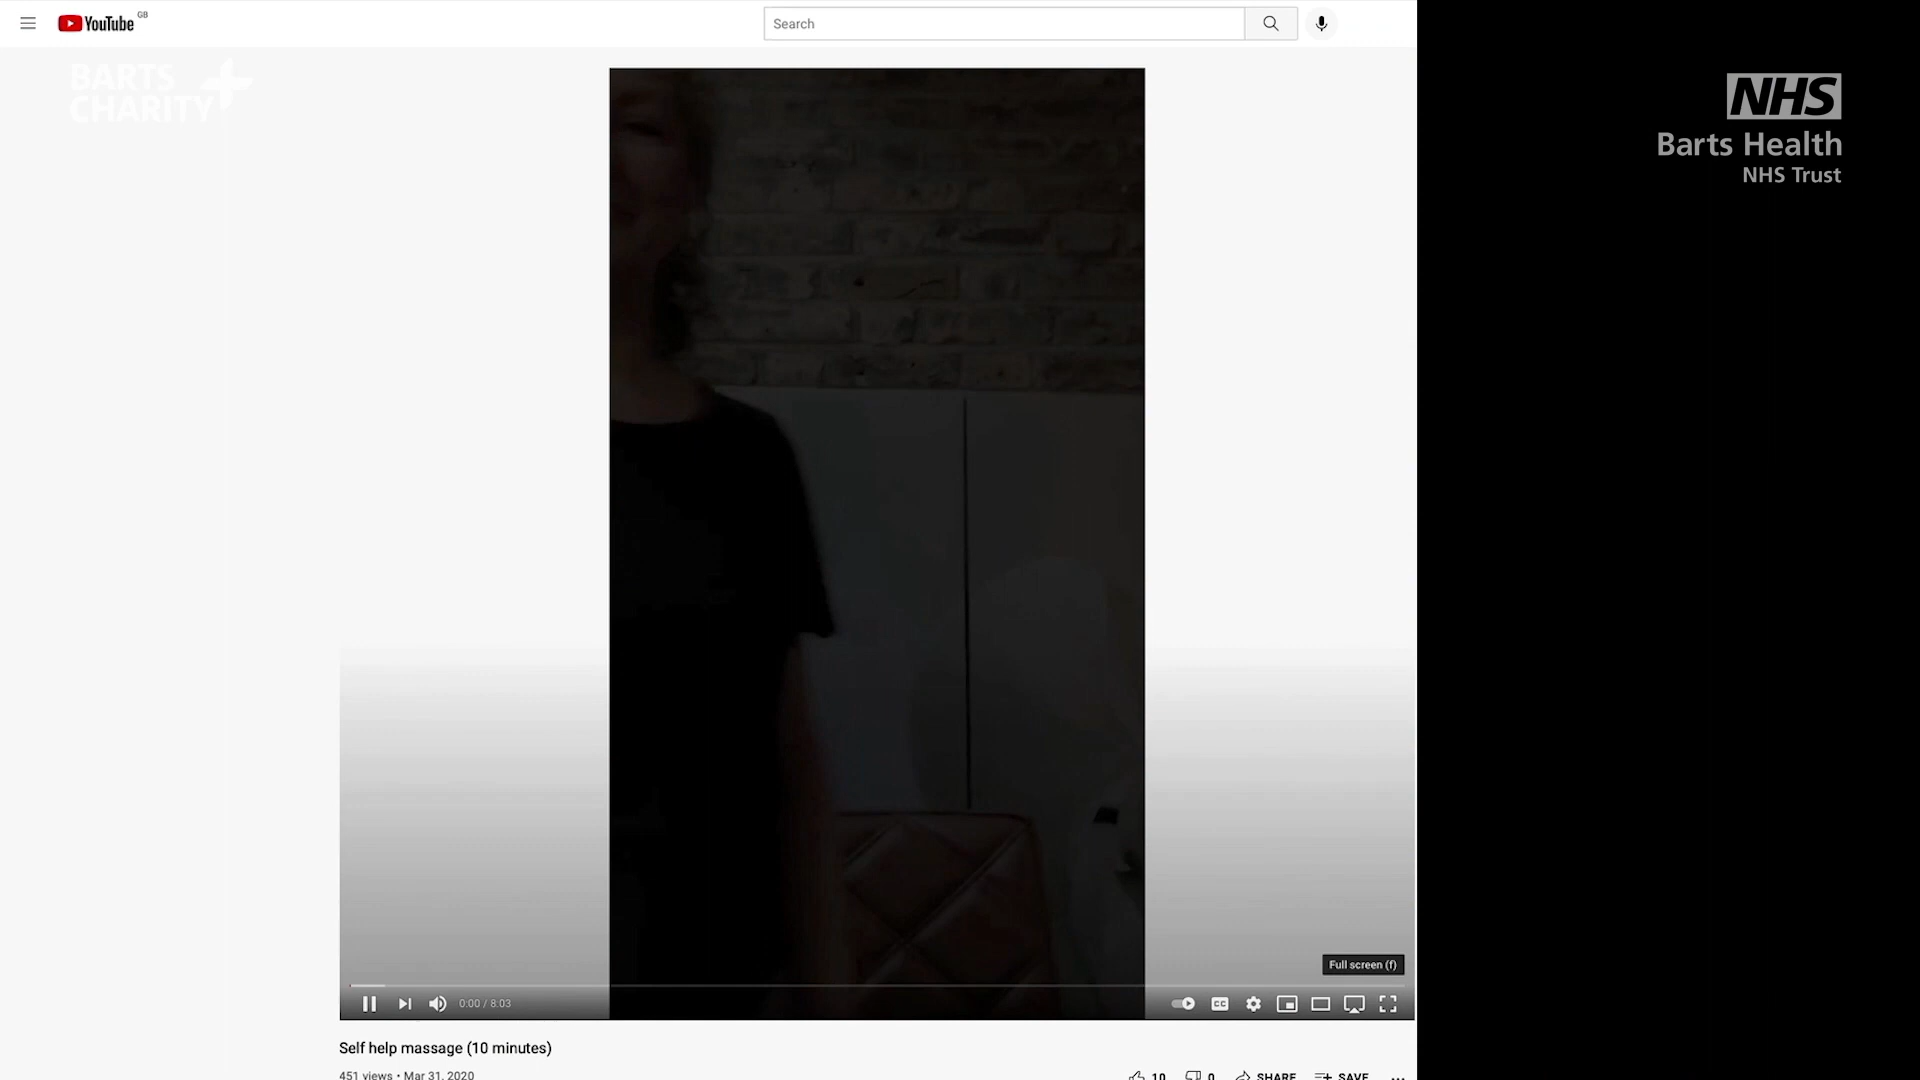 YouTube GB
Search
BARTS
CHARITY
NHS
Barts Health
NHS Trust
Full screen (f)
0:00 / 8:03
CC
Self help massage (10 minutes)
451 views • Mar 31, 2020
10
0
SHARE
SAVE